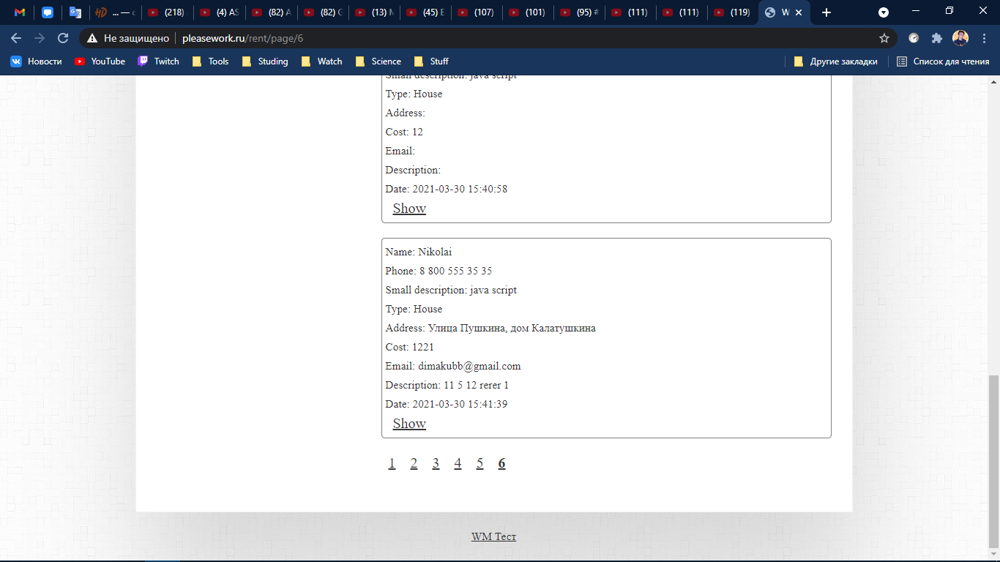 (218)
(4) AS
(82) A
(82) G
(13)
(45) E
(107)
(101)
(95) #
(111)
(111)
(119)
W
Не защищено
pleasework.ru/rent/page/6
Новости
YouTube
Twitch
Tools
Studing
Watch
Science
Stuff
Другие закладки
Список для чтения
Small description: java script
Type: House
Address:
Cost: 12
Email:
Description:
Date: 2021-03-30 15:40:58
Show
Name: Nikolai
Phone: 8 800 555 35 35
Small description: java script
Type: House
Address: Улица Пушкина, дом Калатушкина
Cost: 1221
Email: dimakubb@gmail.com
Description: 11 5 12 rerer 1
Date: 2021-03-30 15:41:39
Show
1 2 3 4 5 6
WM Тест